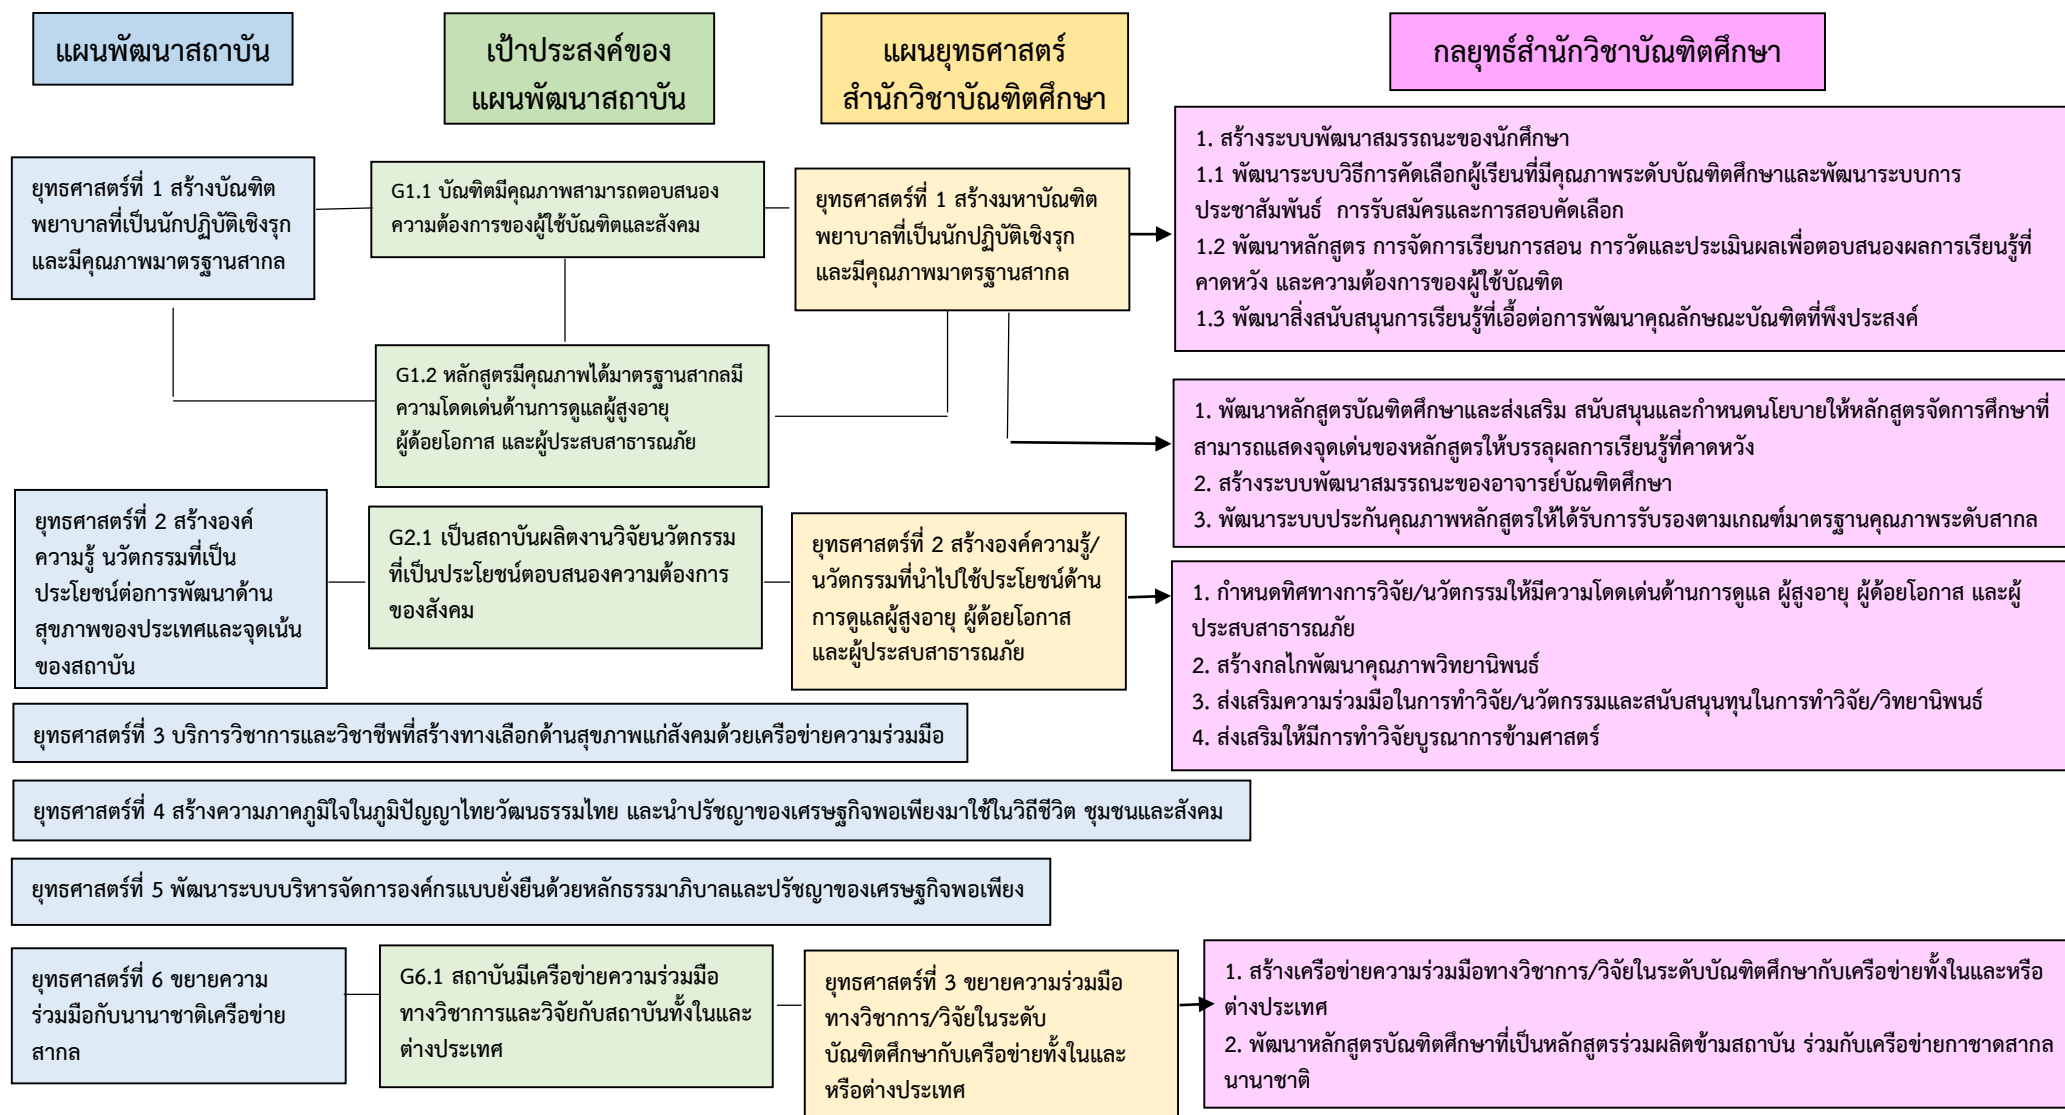 แผนพัฒนาสถาบัน
เป้าประสงค์ของ
แผนพัฒนาสถาบัน
แผนยุทธศาสตร์
สำนักวิชาบัณฑิตศึกษา
กลยุทธ์สำนักวิชาบัณฑิตศึกษา
ยุทธศาสตร์ที่ 1 สร้างบัณฑิต
พยาบาลที่เป็นนักปฏิบัติเชิงรุก
และมีคุณภาพมาตรฐานสากล
G1.1 บัณฑิตมีคุณภาพสามารถตอบสนอง
ความต้องการของผู้ใช้บัณฑิตและสังคม
ยุทธศาสตร์ที่ 1 สร้างมหาบัณฑิต
พยาบาลที่เป็นนักปฏิบัติเชิงรุก
และมีคุณภาพมาตรฐานสากล
1. สร้างระบบพัฒนาสมรรถนะของนักศึกษา
1.1 พัฒนาระบบวิธีการคัดเลือกผู้เรียนที่มีคุณภาพระดับบัณฑิตศึกษาและพัฒนาระบบการ
ประชาสัมพันธ์ การรับสมัครและการสอบคัดเลือก
1.2 พัฒนาหลักสูตร การจัดการเรียนการสอน การวัดและประเมินผลเพื่อตอบสนองผลการเรียนรู้ที่
คาดหวัง และความต้องการของผู้ใช้บัณฑิต
1.3 พัฒนาสิ่งสนับสนุนการเรียนรู้ที่เอื้อต่อการพัฒนาคุณลักษณะบัณฑิตที่พึงประสงค์
G1.2 หลักสูตรมีคุณภาพได้มาตรฐานสากลมี
ความโดดเด่นด้านการดูแลผู้สูงอายุ
ผู้ด้อยโอกาส และผู้ประสบสาธารณภัย
1. พัฒนาหลักสูตรบัณฑิตศึกษาและส่งเสริม สนับสนุนและกำหนดนโยบายให้หลักสูตรจัดการศึกษาที่
สามารถแสดงจุดเด่นของหลักสูตรให้บรรลุผลการเรียนรู้ที่คาดหวัง
2. สร้างระบบพัฒนาสมรรถนะของอาจารย์บัณฑิตศึกษา
3. พัฒนาระบบประกันคุณภาพหลักสูตรให้ได้รับการรับรองตามเกณฑ์มาตรฐานคุณภาพระดับสากล
ยุทธศาสตร์ที่ 2 สร้างองค์
ความรู้ นวัตกรรมที่เป็น
ประโยชน์ต่อการพัฒนาด้าน
สุขภาพของประเทศและจุดเน้น
ของสถาบัน
G2.1 เป็นสถาบันผลิตงานวิจัยนวัตกรรม
ที่เป็นประโยชน์ตอบสนองความต้องการ
ของสังคม
ยุทธศาสตร์ที่ 2 สร้างองค์ความรู้/
นวัตกรรมที่นำไปใช้ประโยชน์ด้าน
การดูแลผู้สูงอายุ ผู้ด้อยโอกาส
และผู้ประสบสาธารณภัย
1. กำหนดทิศทางการวิจัย/นวัตกรรมให้มีความโดดเด่นด้านการดูแล ผู้สูงอายุ ผู้ด้อยโอกาส และผู้
ประสบสาธารณภัย
2. สร้างกลไกพัฒนาคุณภาพวิทยานิพนธ์
3. ส่งเสริมความร่วมมือในการทำวิจัย/นวัตกรรมและสนับสนุนทุนในการทำวิจัย/วิทยานิพนธ์
4. ส่งเสริมให้มีการทำวิจัยบูรณาการข้ามศาสตร์
ยุทธศาสตร์ที่ 3 บริการวิชาการและวิชาชีพที่สร้างทางเลือกด้านสุขภาพแก่สังคมด้วยเครือข่ายความร่วมมือ
ยุทธศาสตร์ที่ 4 สร้างความภาคภูมิใจในภูมิปัญญาไทยวัฒนธรรมไทย และนำปรัชญาของเศรษฐกิจพอเพียงมาใช้ในวิถีชีวิต ชุมชนและสังคม
ยุทธศาสตร์ที่ 5 พัฒนาระบบบริหารจัดการองค์กรแบบยั่งยืนด้วยหลักธรรมาภิบาลและปรัชญาของเศรษฐกิจพอเพียง
ยุทธศาสตร์ที่ 6 ขยายความ
ร่วมมือกับนานาชาติเครือข่าย
สากล
G6.1 สถาบันมีเครือข่ายความร่วมมือ
ทางวิชาการและวิจัยกับสถาบันทั้งในและ
ต่างประเทศ
ยุทธศาสตร์ที่ 3 ขยายความร่วมมือ
ทางวิชาการ/วิจัยในระดับ
บัณฑิตศึกษากับเครือข่ายทั้งในและ
หรือต่างประเทศ
1. สร้างเครือข่ายความร่วมมือทางวิชาการ/วิจัยในระดับบัณฑิตศึกษากับเครือข่ายทั้งในและหรือ
ต่างประเทศ
2. พัฒนาหลักสูตรบัณฑิตศึกษาที่เป็นหลักสูตรร่วมผลิตข้ามสถาบัน ร่วมกับเครือข่ายกาชาดสากล
นานาชาติ